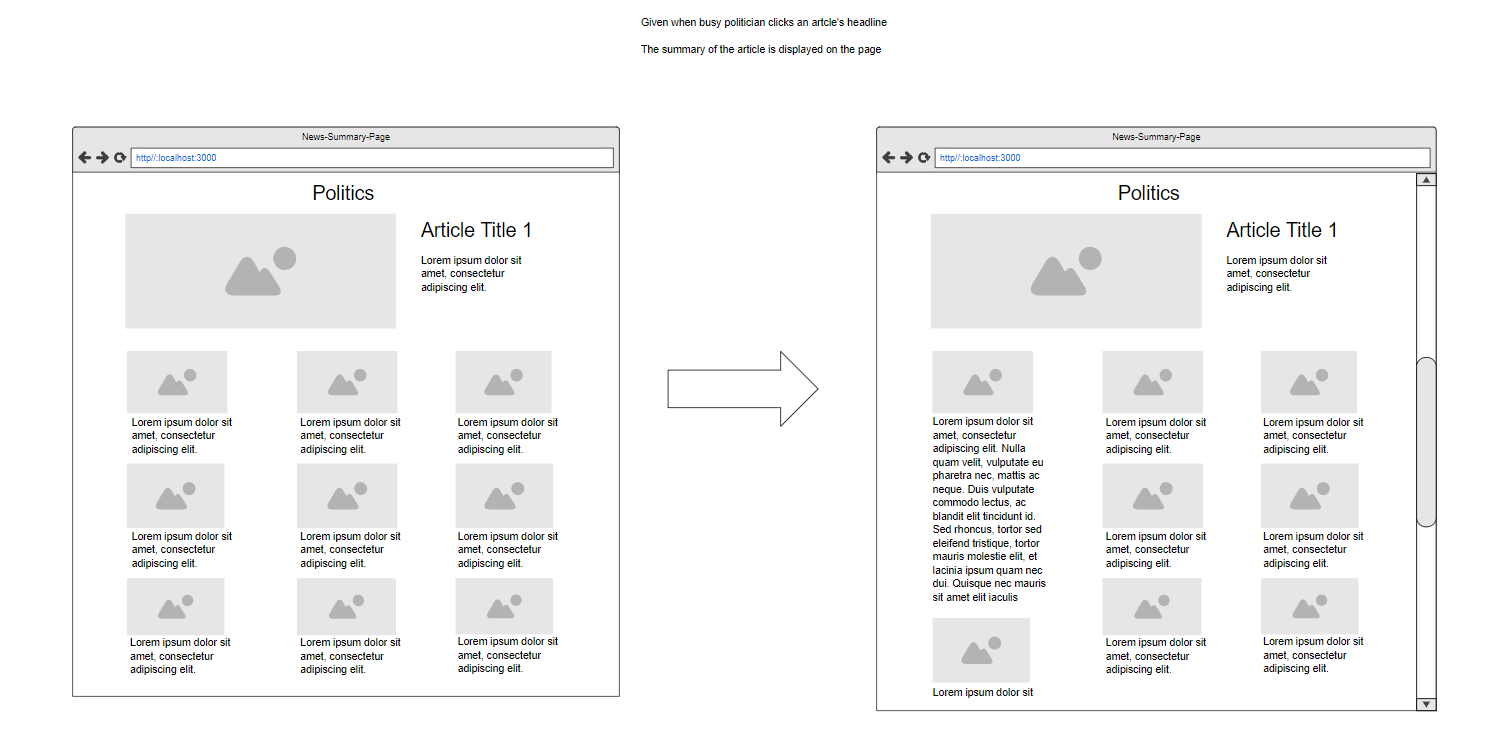 Given when busy politician clicks an artcle's headline
The summary of the article is displayed on the page
News-Summary-Page
http//:localhost:3000
Politics
Article Title 1
Lorem ipsum dolor sit
amet, consectetur
adipiscing elit.
Lorem ipsum dolor sit
amet, consectetur
adipiscing elit.
Lorem ipsum dolor sit
amet, consectetur
adipiscing elit.
Lorem ipsum dolor sit
amet, consectetur
adipiscing elit.
Lorem ipsum dolor sit
amet, consectetur
adipiscing elit.
Lorem ipsum dolor sit
amet, consectetur
adipiscing elit.
Lorem ipsum dolor sit
amet, consectetur
adipiscing elit.
Lorem ipsum dolor sit
amet, consectetur
adipiscing elit.
Lorem ipsum dolor sit
amet, consectetur
adipiscing elit.
Lorem ipsum dolor sit
amet, consectetur
adipiscing elit.
News-Summary-Page
http//:localhost:3000
Politics
Article Title 1
Lorem ipsum dolor sit
amet, consectetur
adipiscing elit.
Lorem ipsum dolor sit
amet, consectetur
adipiscing elit. Nulla
quam velit, vulputate eu
pharetra nec, mattis ac
neque. Duis vulputate
commodo lectus, ac
blandit elit tincidunt id.
Sed rhoncus, tortor sed
eleifend tristique, tortor
mauris molestie elit, et
lacinia ipsum quam nec
dui. Quisque nec mauris
sit amet elit iaculis
Lorem ipsum dolor sit
Lorem ipsum dolor sit
amet, consectetur
adipiscing elit.
Lorem ipsum dolor sit
amet, consectetur
adipiscing elit.
Lorem ipsum dolor sit
amet, consectetur
adipiscing elit.
Lorem ipsum dolor sit
amet, consectetur
adipiscing elit.
Lorem ipsum dolor sit
amet, consectetur
adipiscing elit.
Lorem ipsum dolor sit
amet, consectetur
adipiscing elit.